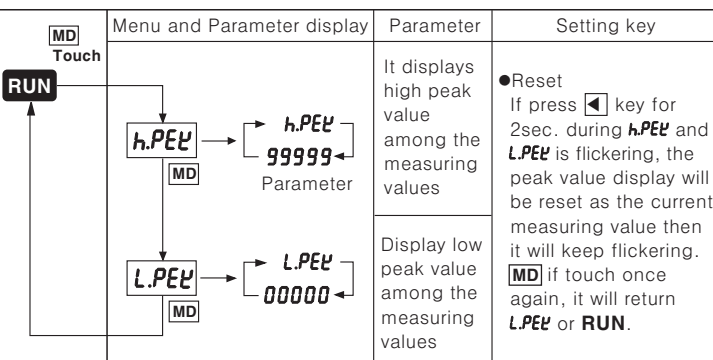 MD
Touch
RUN
Menu and Parameter display
h.PEK
MD
h.PEK
99999
Parameter
L.PEK
MD
L.PEK
00000
Parameter
It displays
high peak
value
among the
measuring
values
Display low
peak value
among the
measuring
values
Setting key
●Reset
If press ◀ key for
2sec. during h.PEK and
L.PEK is flickering, the
peak value display will
be reset as the current
measuring value then
it will keep flickering.
MD if touch once
again, it will return
L.PEK or RUN.